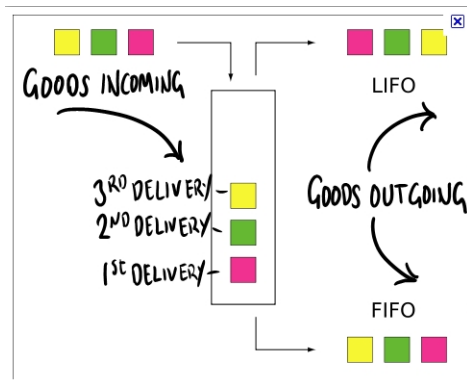 GOODS INCOMING
LIFO
3RD DELIVERY
2ND DELIVERY
1ST DELIVERY
GOODS OUTGOING
FIFO